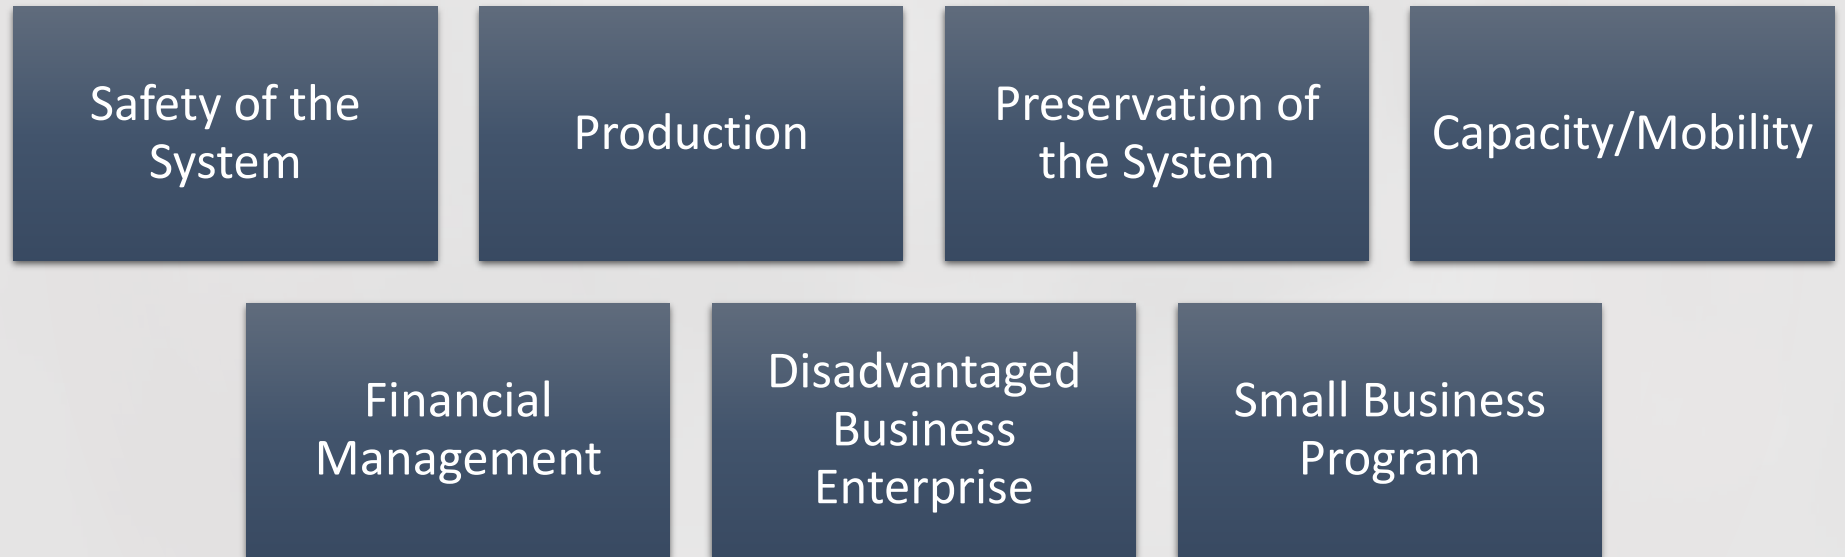 Safety of the
System
Production
Preservation of
the System
Capacity/Mobility
Financial
Management
Disadvantaged
Business
Enterprise
Small Business
Program